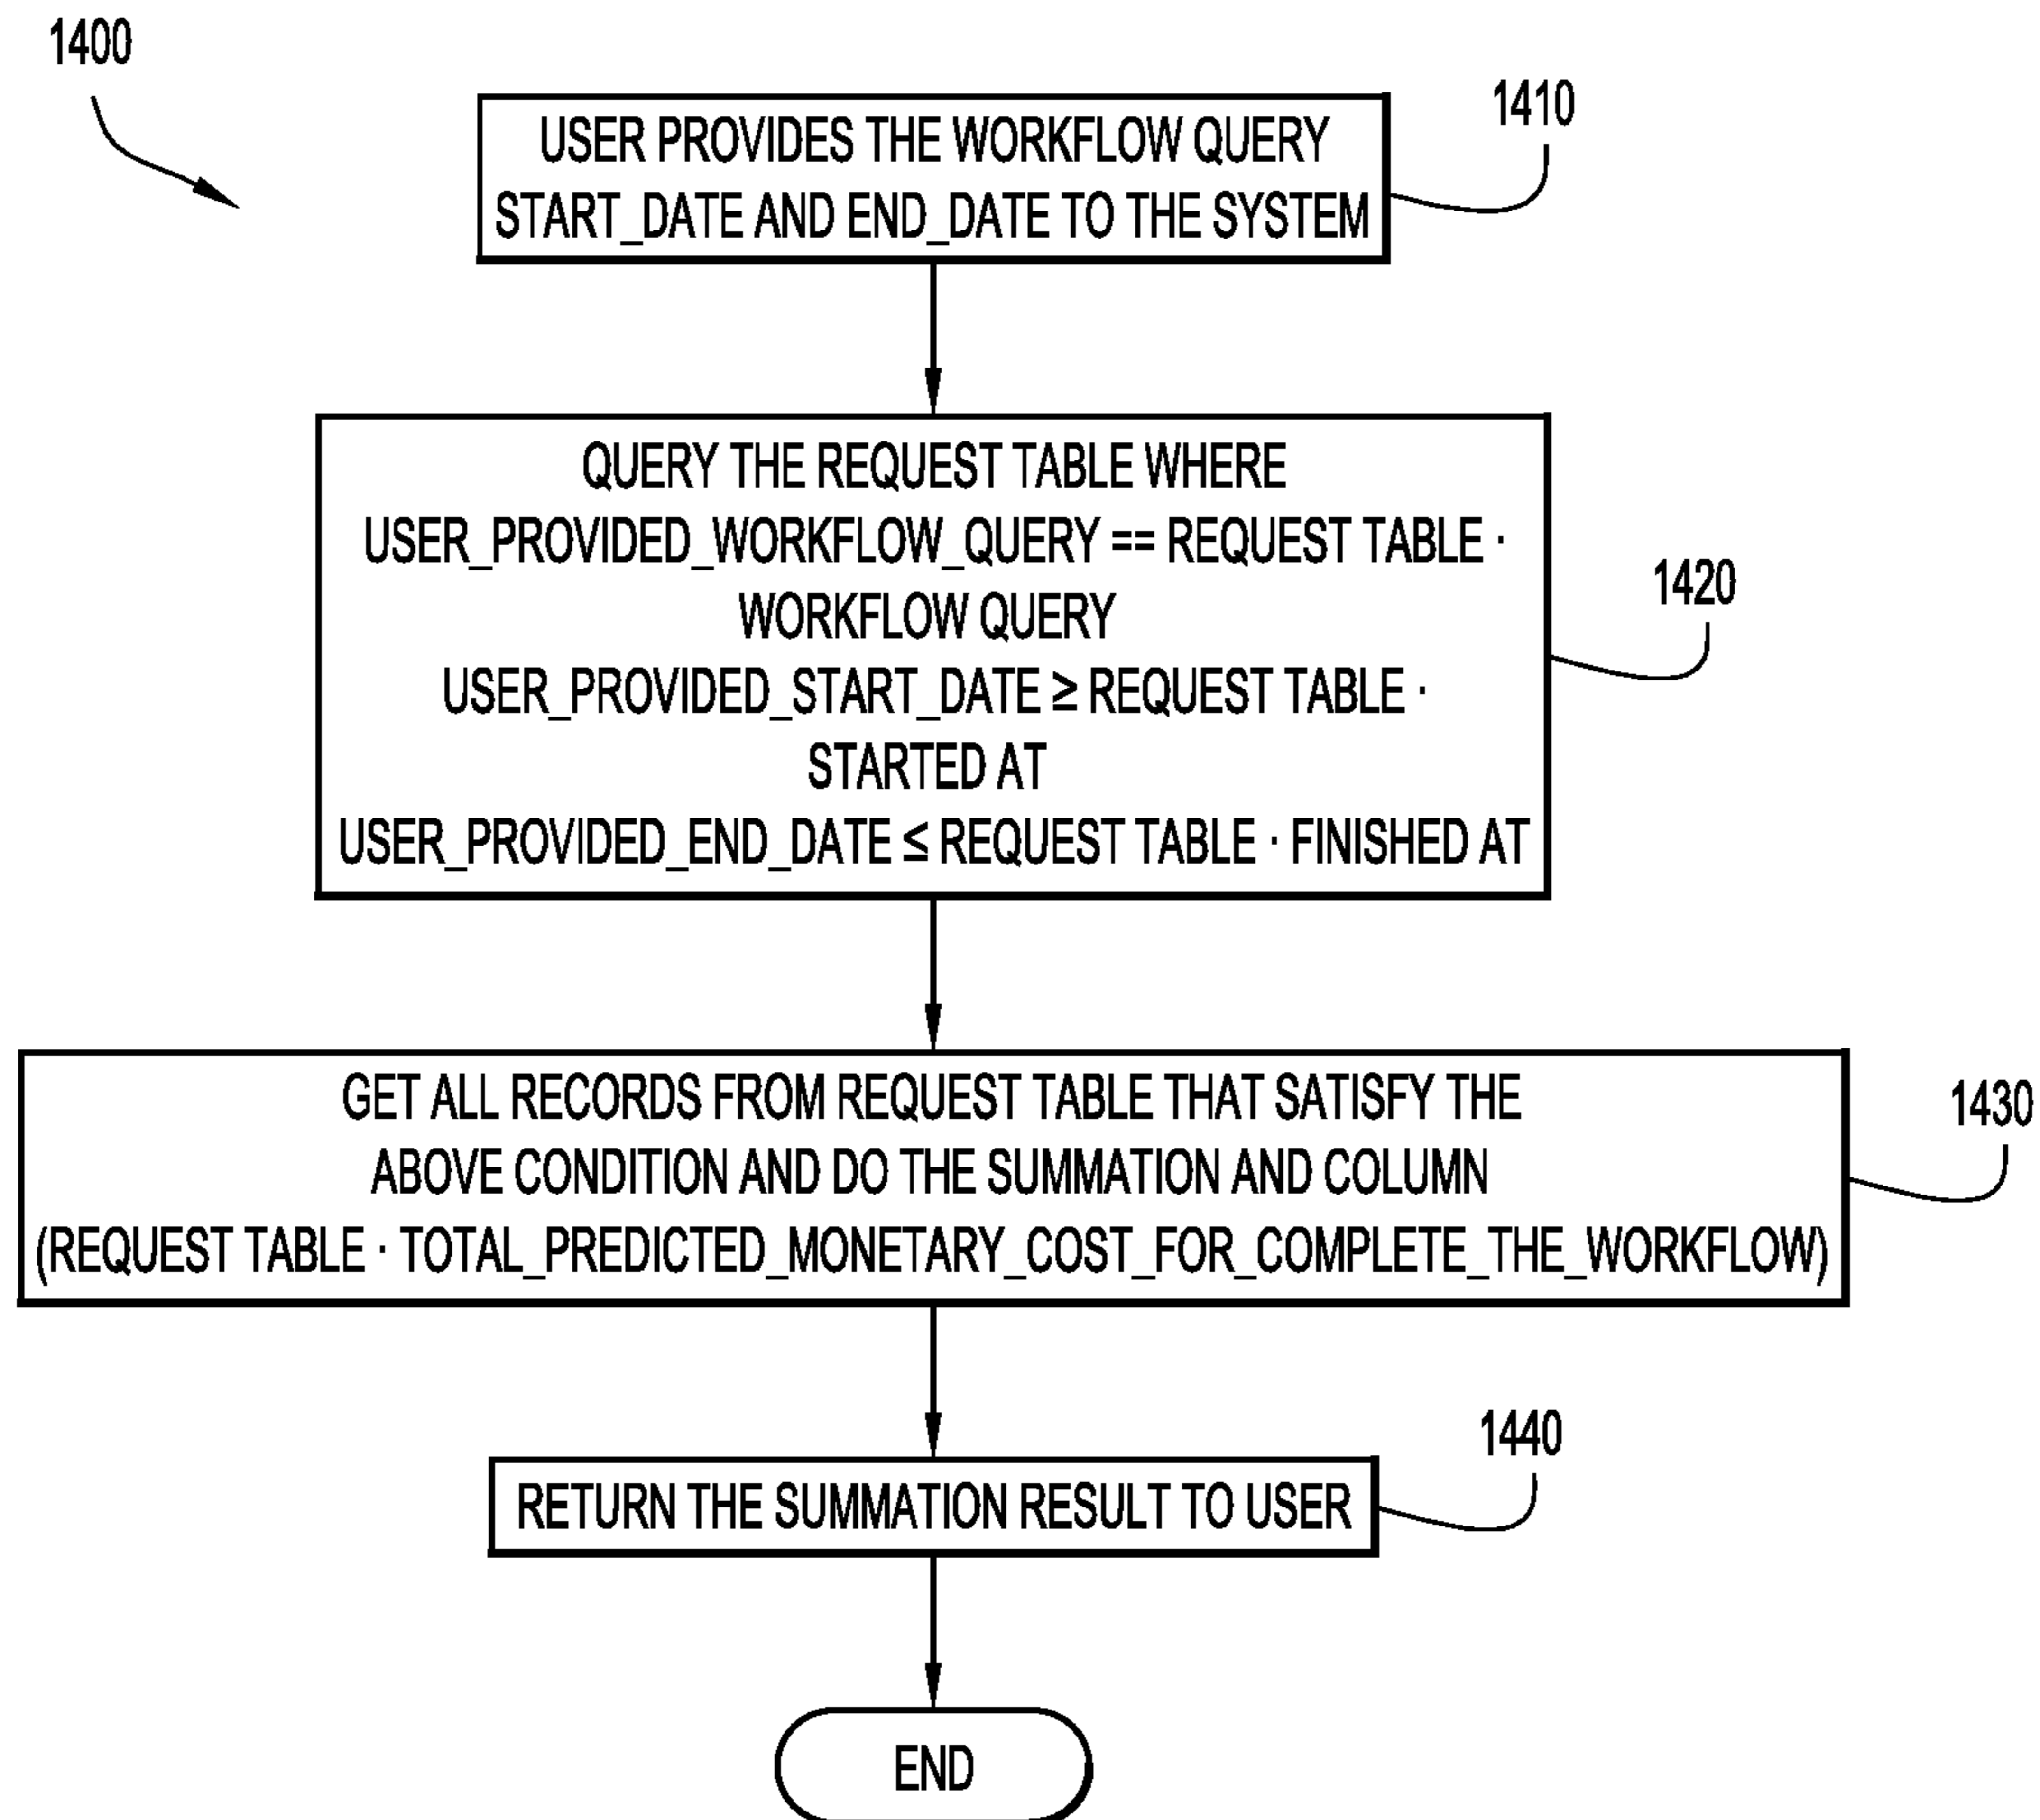 1400
1410
USER PROVIDES THE WORKFLOW QUERY
START_DATE AND END_DATE TO THE SYSTEM
QUERY THE REQUEST TABLE WHERE
USER_PROVIDED_WORKFLOW_QUERY == REQUEST TABLE ·
WORKFLOW QUERY
USER_PROVIDED_START_DATE ≥ REQUEST TABLE ·
STARTED AT
USER_PROVIDED_END_DATE ≤ REQUEST TABLE · FINISHED AT
1420
GET ALL RECORDS FROM REQUEST TABLE THAT SATISFY THE
ABOVE CONDITION AND DO THE SUMMATION AND COLUMN
(REQUEST TABLE · TOTAL_PREDICTED_MONETARY_COST_FOR_COMPLETE_THE_WORKFLOW)
1430
RETURN THE SUMMATION RESULT TO USER
1440
END